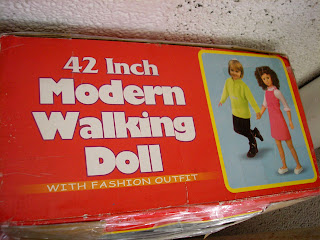 42 Inch
Modern
Walking
Doll
WITH FASHION OUTFIT